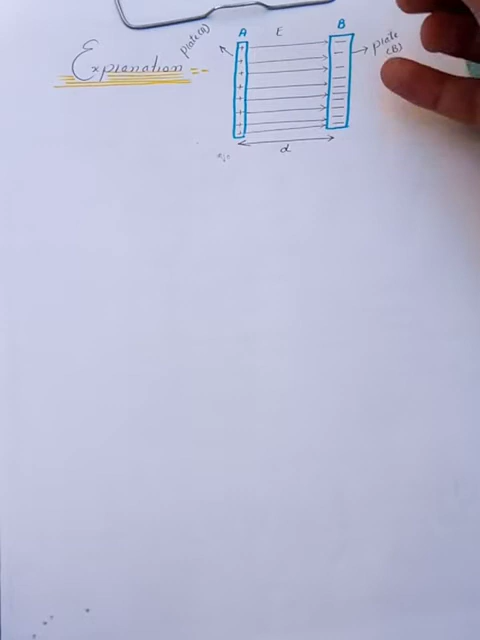 Explanation :-
Plate(A)
A
E
B
Plate
(B)
d